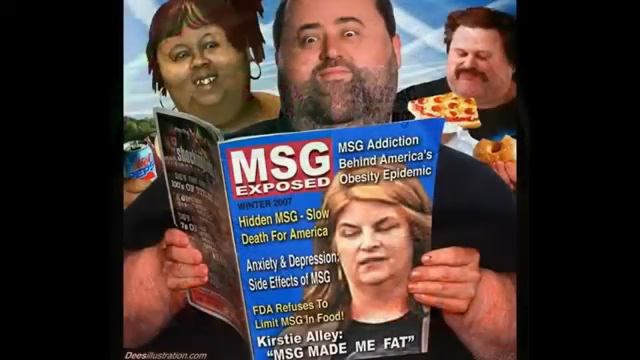 MSG
EXPOSED
WINTER 2007
Hidden MSG - Slow
Death For America
Anxiety & Depression:
Side Effects of MSG
FDA Refuses To
Limit MSG In Food!
Kirstie Alley:
"MSG MADE ME FAT"
MSG Addiction
Behind America's
Obesity Epidemic
Deesillustration.com